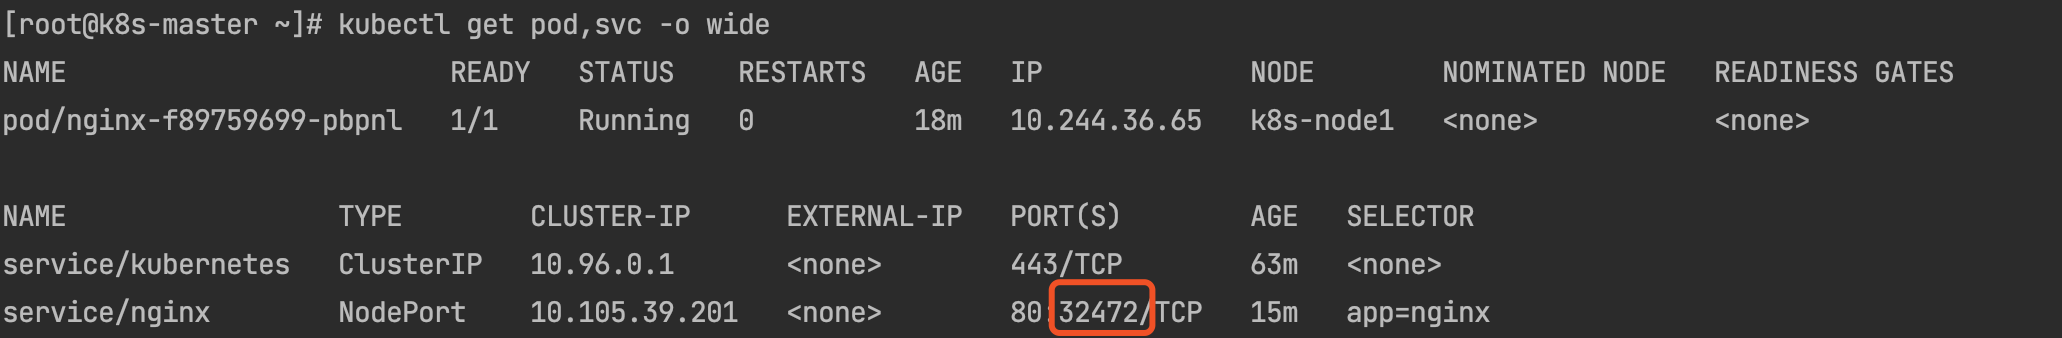 [root@k8s-master ~]# kubectl get pod,svc -o wide
NAME                        READY   STATUS    RESTARTS   AGE   IP             NODE        NOMINATED NODE   READINESS GATES
pod/nginx-f89759699-pbpnl   1/1     Running   0          18m   10.244.36.65   k8s-node1   <none>           <none>
NAME                 TYPE        CLUSTER-IP      EXTERNAL-IP   PORT(S)        AGE   SELECTOR
service/kubernetes   ClusterIP   10.96.0.1       <none>        443/TCP        63m   <none>
service/nginx        NodePort    10.105.39.201   <none>        80:32472/TCP   15m   app=nginx